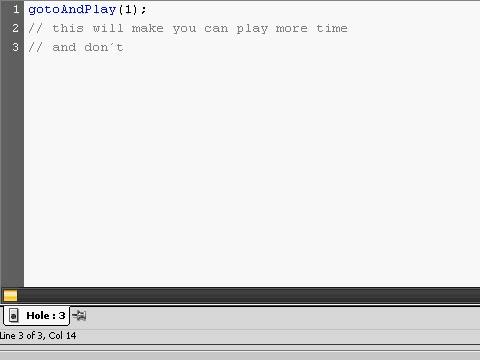 1 gotoAndPlay(1);
2 // this will make you can play more time
3 // and don´t
Hole : 3
Line 3 of 3, Col 14